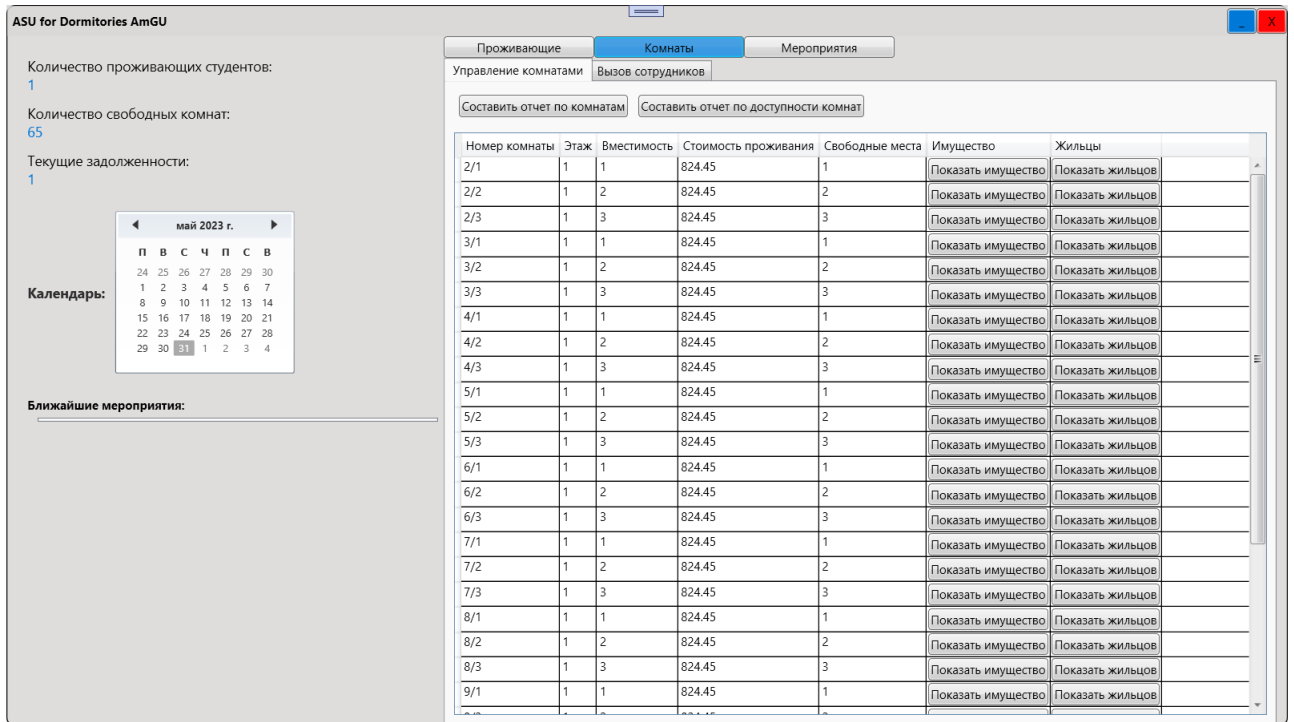 ASU for Dormitories AmGU
_ X
Количество проживающих студентов:
1
Количество свободных комнат:
65
Текущие задолженности:
1
Календарь:
май 2023 г.
П В С Ч П С В
24 25 26 27 28 29 30
1 2 3 4 5 6 7
8 9 10 11 12 13 14
15 16 17 18 19 20 21
22 23 24 25 26 27 28
29 30 31 1 2 3 4
Ближайшие мероприятия:
Проживающие Комнаты Мероприятия
Управление комнатами Вызов сотрудников
Составить отчет по комнатам Составить отчет по доступности комнат
Номер комнаты Этаж Вместимость Стоимость проживания Свободные места Имущество Жильцы
2/1 1 1 824.45 1 Показать имущество Показать жильцов
2/2 1 2 824.45 2 Показать имущество Показать жильцов
2/3 1 3 824.45 3 Показать имущество Показать жильцов
3/1 1 1 824.45 1 Показать имущество Показать жильцов
3/2 1 2 824.45 2 Показать имущество Показать жильцов
3/3 1 3 824.45 3 Показать имущество Показать жильцов
4/1 1 1 824.45 1 Показать имущество Показать жильцов
4/2 1 2 824.45 2 Показать имущество Показать жильцов
4/3 1 3 824.45 3 Показать имущество Показать жильцов
5/1 1 1 824.45 1 Показать имущество Показать жильцов
5/2 1 2 824.45 2 Показать имущество Показать жильцов
5/3 1 3 824.45 3 Показать имущество Показать жильцов
6/1 1 1 824.45 1 Показать имущество Показать жильцов
6/2 1 2 824.45 2 Показать имущество Показать жильцов
6/3 1 3 824.45 3 Показать имущество Показать жильцов
7/1 1 1 824.45 1 Показать имущество Показать жильцов
7/2 1 2 824.45 2 Показать имущество Показать жильцов
7/3 1 3 824.45 3 Показать имущество Показать жильцов
8/1 1 1 824.45 1 Показать имущество Показать жильцов
8/2 1 2 824.45 2 Показать имущество Показать жильцов
8/3 1 3 824.45 3 Показать имущество Показать жильцов
9/1 1 1 824.45 1 Показать имущество Показать жильцов